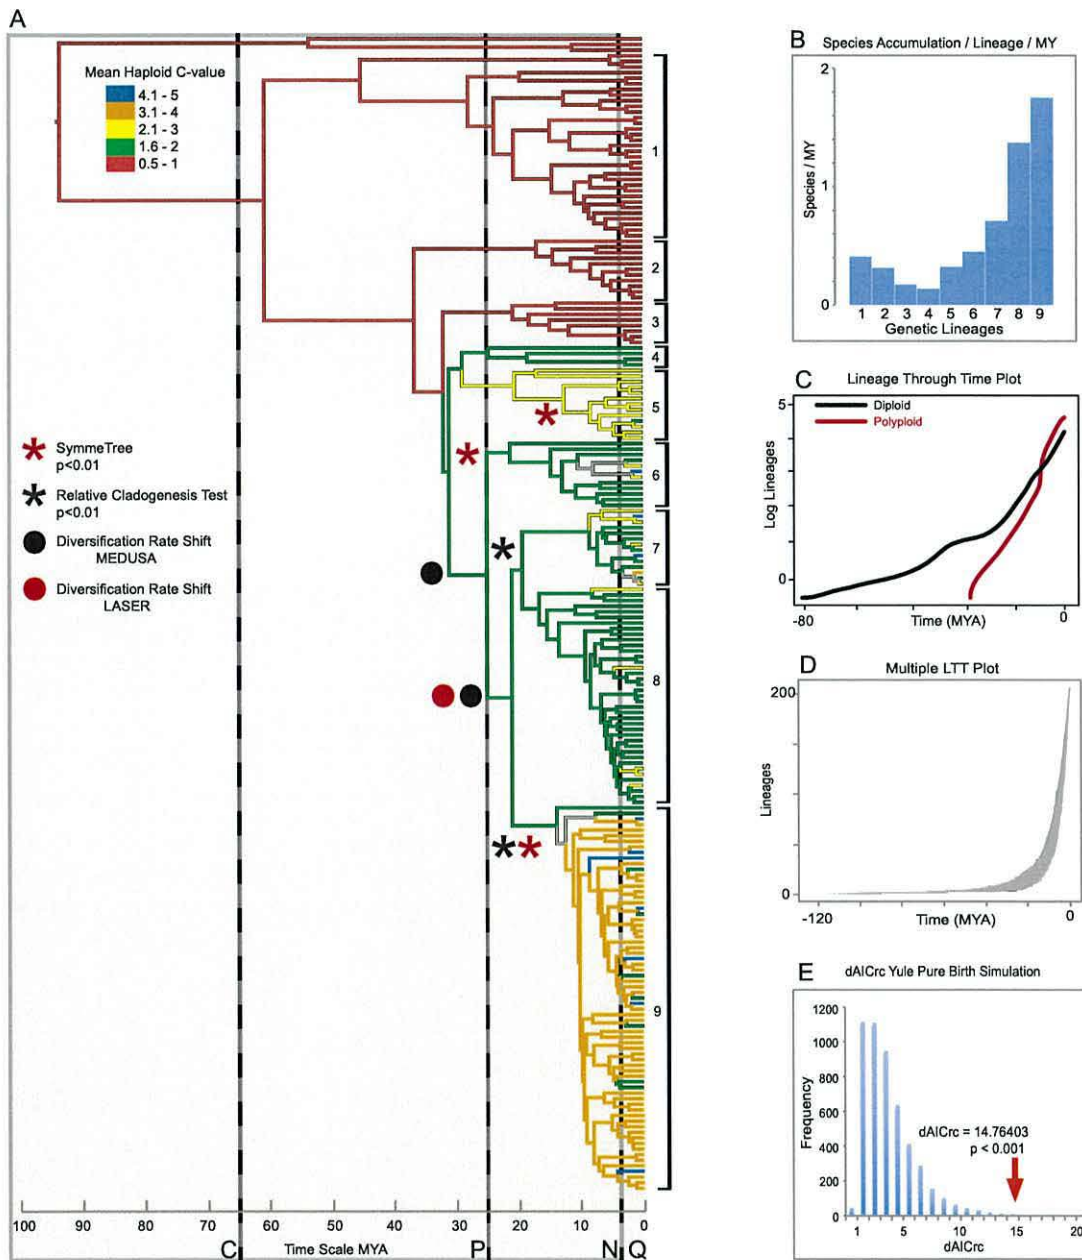 A
Mean Haploid C-value
4.1 - 5
3.1 - 4
2.1 - 3
1.6 - 2
0.5 - 1
SymmeTree
p<0.01
Relative Cladogenesis Test
p<0.01
Diversification Rate Shift
MEDUSA
Diversification Rate Shift
LASER
1
2
3
4
5
6
7
8
9
100 90 80 70 60 50 40 30 20 10 0
C Time Scale MYA P N Q
B Species Accumulation / Lineage / MY
2
1
0
Species / MY
1 2 3 4 5 6 7 8 9
Genetic Lineages
C Lineage Through Time Plot
Diploid
Polyploid
5
0
Log Lineages
-80 Time (MYA) 0
D Multiple LTT Plot
200
0
Lineages
-120 Time (MYA) 0
E dAICrc Yule Pure Birth Simulation
1200
1000
800
600
400
200
0
Frequency
dAICrc = 14.76403
p < 0.001
1 5 10 15 20
dAICrc